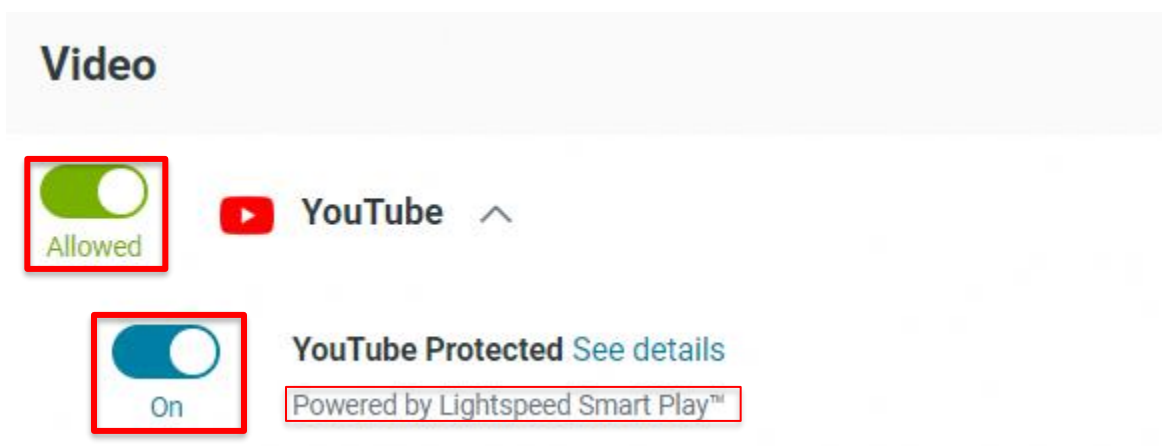 Video
Allowed
YouTube
On
YouTube Protected See details
Powered by Lightspeed Smart Play™